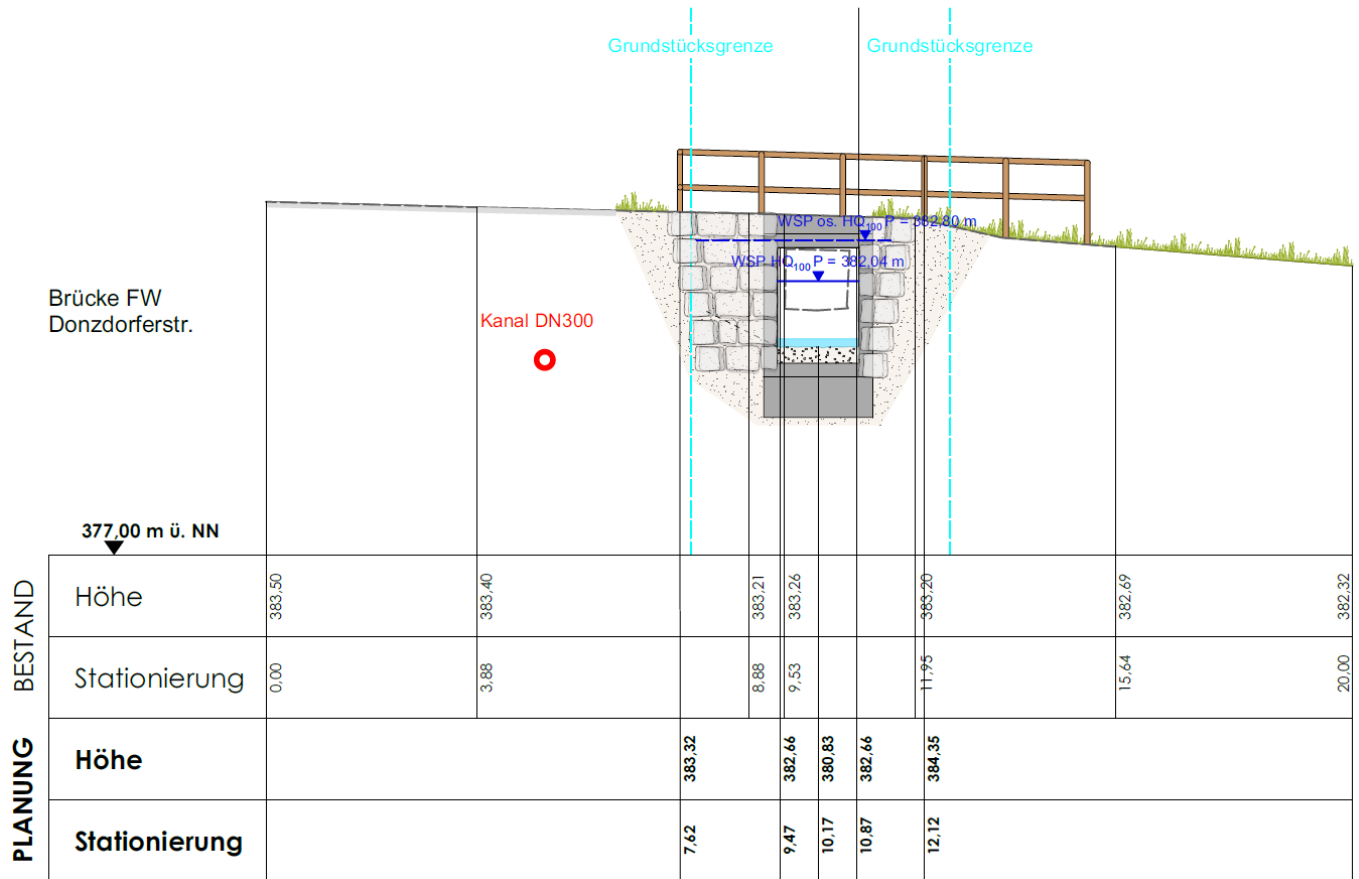 Grundstücksgrenze Grundstücksgrenze
WSP os. HQ100 P = 382,80 m
WSP HQ100 P = 382,04 m
Brücke FW
Donzdorferstr.
Kanal DN300
377,00 m ü. NN
BESTAND
Höhe 383,50 383,40 383,21 383,26 383,20 382,69 382,32
Stationierung 0,00 3,88 8,88 9,53 11,95 15,64 20,00
PLANUNG
Höhe 383,32 382,66 380,83 382,66 384,35
Stationierung 7,62 9,47 10,17 10,87 12,12